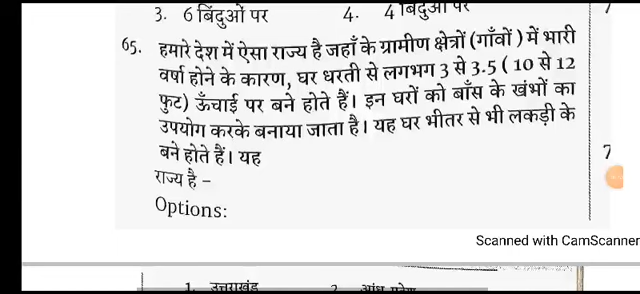 3. 6 बिंदुओं पर 4. 4 बिंदुओं पर
65. हमारे देश में ऐसा राज्य है जहाँ के ग्रामीण क्षेत्रों (गाँवों ) में भारी
वर्षा होने के कारण, घर धरती से लगभग 3 से 3.5 ( 10 से 12
फुट) ऊँचाई पर बने होते हैं। इन घरों को बाँस के खंभों का
उपयोग करके बनाया जाता है। यह घर भीतर से भी लकड़ी के
बने होते हैं। यह
राज्य है –
Options:
7
Scanned with CamScanner
1. उत्तराखंड 2. आंध्र प्रदेश